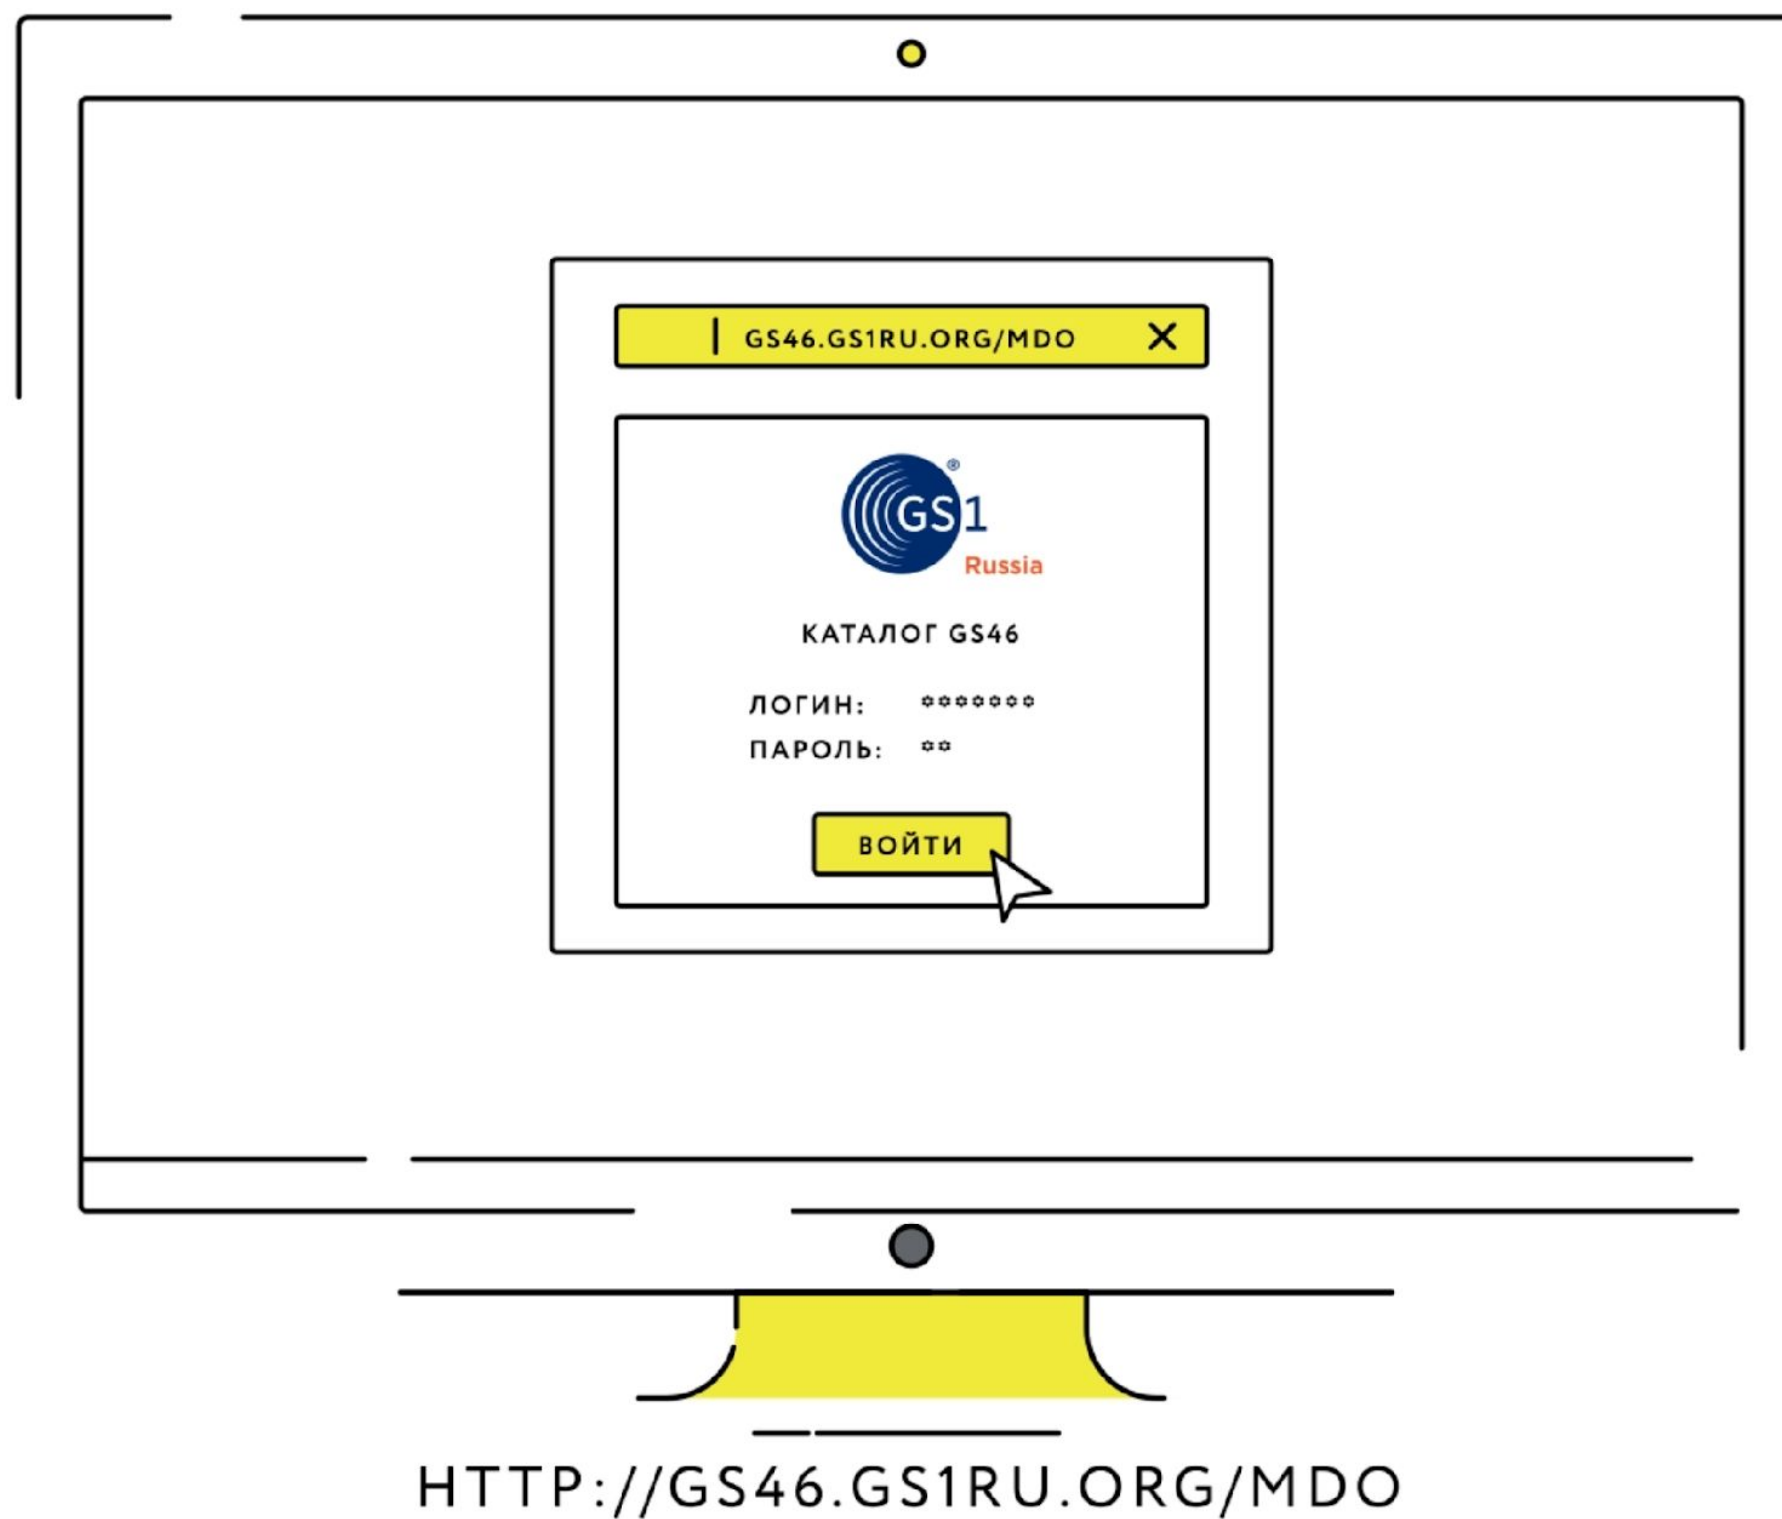 GS46.GS1RU.ORG/MDO
GS1®
Russia
КАТАЛОГ GS46
ЛОГИН: *******
ПАРОЛЬ: **
ВОЙТИ
HTTP://GS46.GS1RU.ORG/MDO